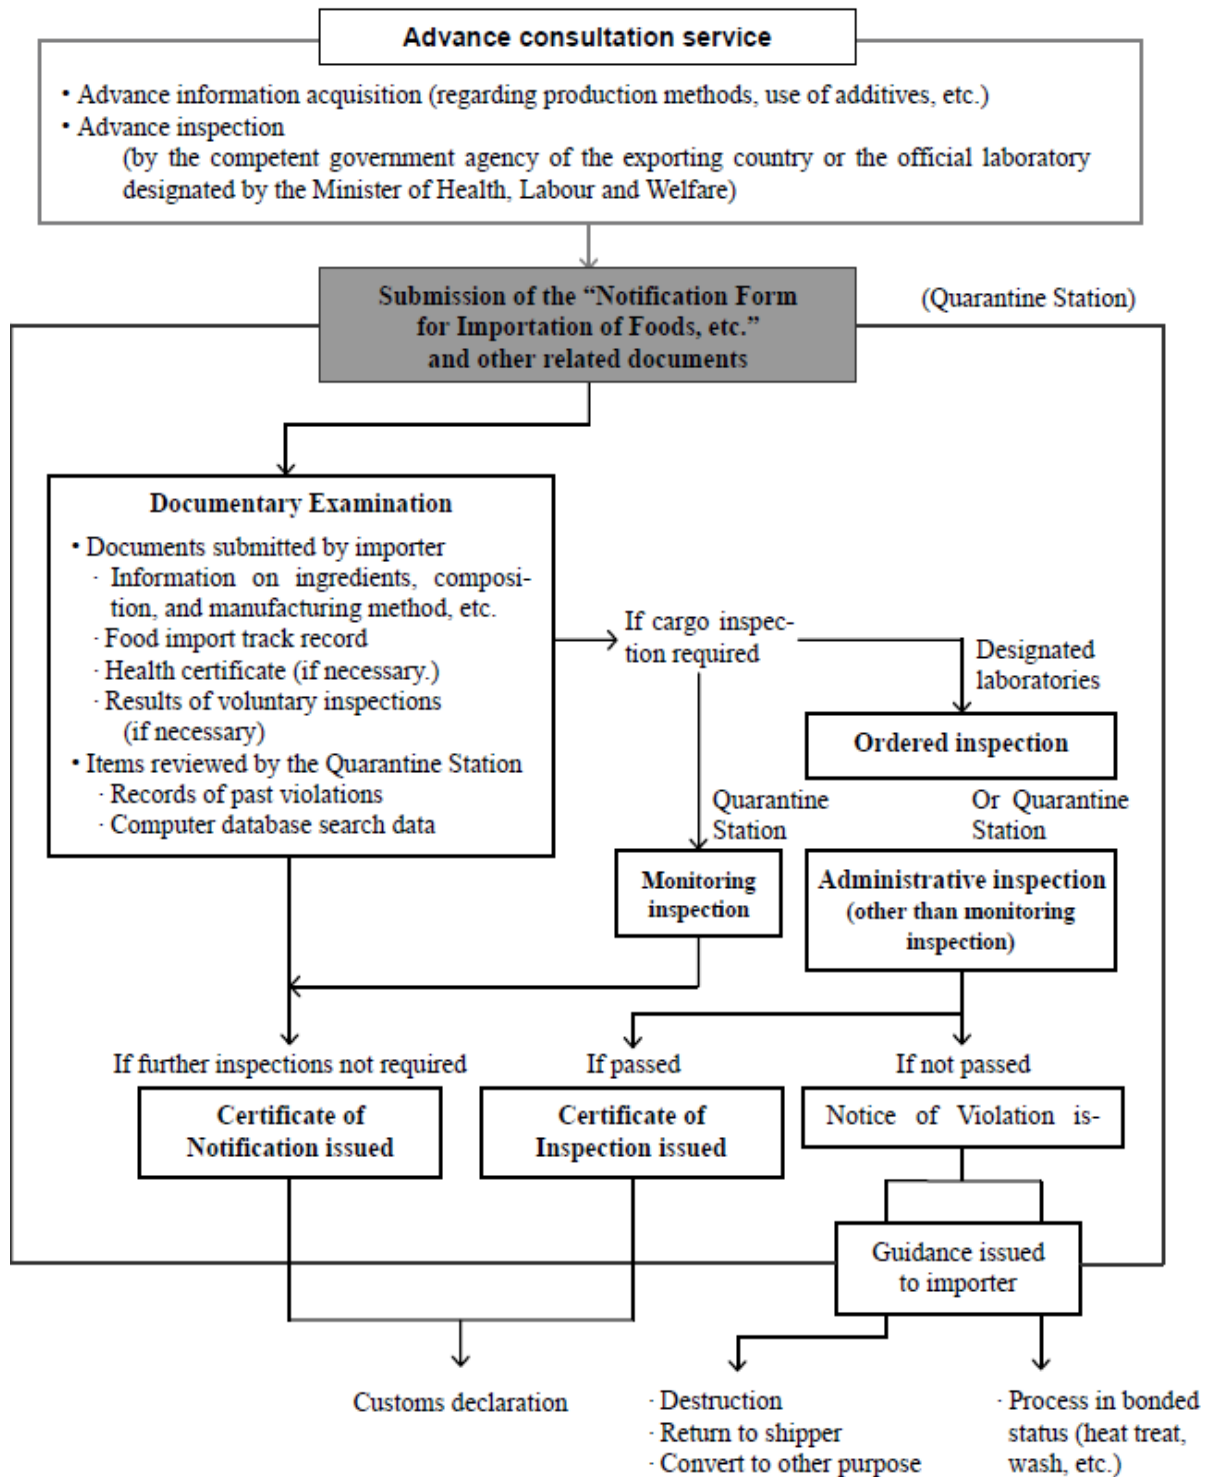 Advance consultation service
• Advance information acquisition (regarding production methods, use of additives, etc.)
• Advance inspection
(by the competent government agency of the exporting country or the official laboratory
designated by the Minister of Health, Labour and Welfare)
Submission of the “Notification Form
for Importation of Foods, etc.”
and other related documents
(Quarantine Station)
Documentary Examination
• Documents submitted by importer
· Information on ingredients, composi-
tion, and manufacturing method, etc.
· Food import track record
· Health certificate (if necessary.)
· Results of voluntary inspections
(if necessary)
• Items reviewed by the Quarantine Station
· Records of past violations
· Computer database search data
If cargo inspec-
tion required
Designated
laboratories
Ordered inspection
Quarantine
Station
Or Quarantine
Station
Monitoring
inspection
Administrative inspection
(other than monitoring
inspection)
If further inspections not required
If passed
If not passed
Certificate of
Notification issued
Certificate of
Inspection issued
Notice of Violation is-
Guidance issued
to importer
Customs declaration
· Destruction
· Return to shipper
· Convert to other purpose
· Process in bonded
status (heat treat,
wash, etc.)